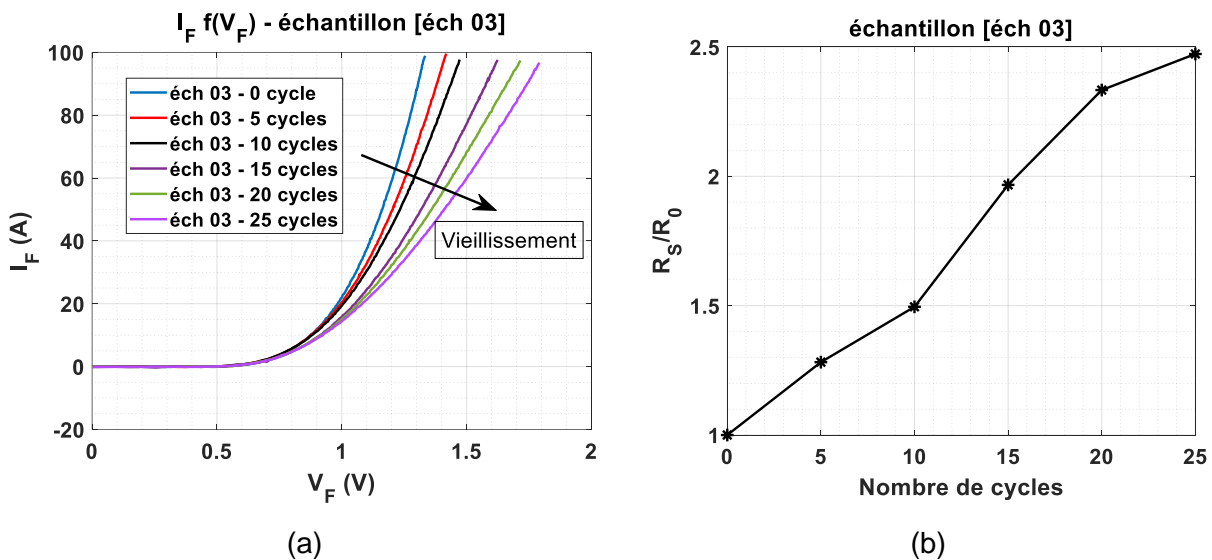 I_F f(V_F) - échantillon [éch 03]
100
80
60
40
20
0
-20
I_F (A)
éch 03 - 0 cycle
éch 03 - 5 cycles
éch 03 - 10 cycles
éch 03 - 15 cycles
éch 03 - 20 cycles
éch 03 - 25 cycles
Vieillissement
0 0.5 1 1.5 2
V_F (V)
(a)
échantillon [éch 03]
2.5
2
1.5
1
R_S/R_0
0 5 10 15 20 25
Nombre de cycles
(b)